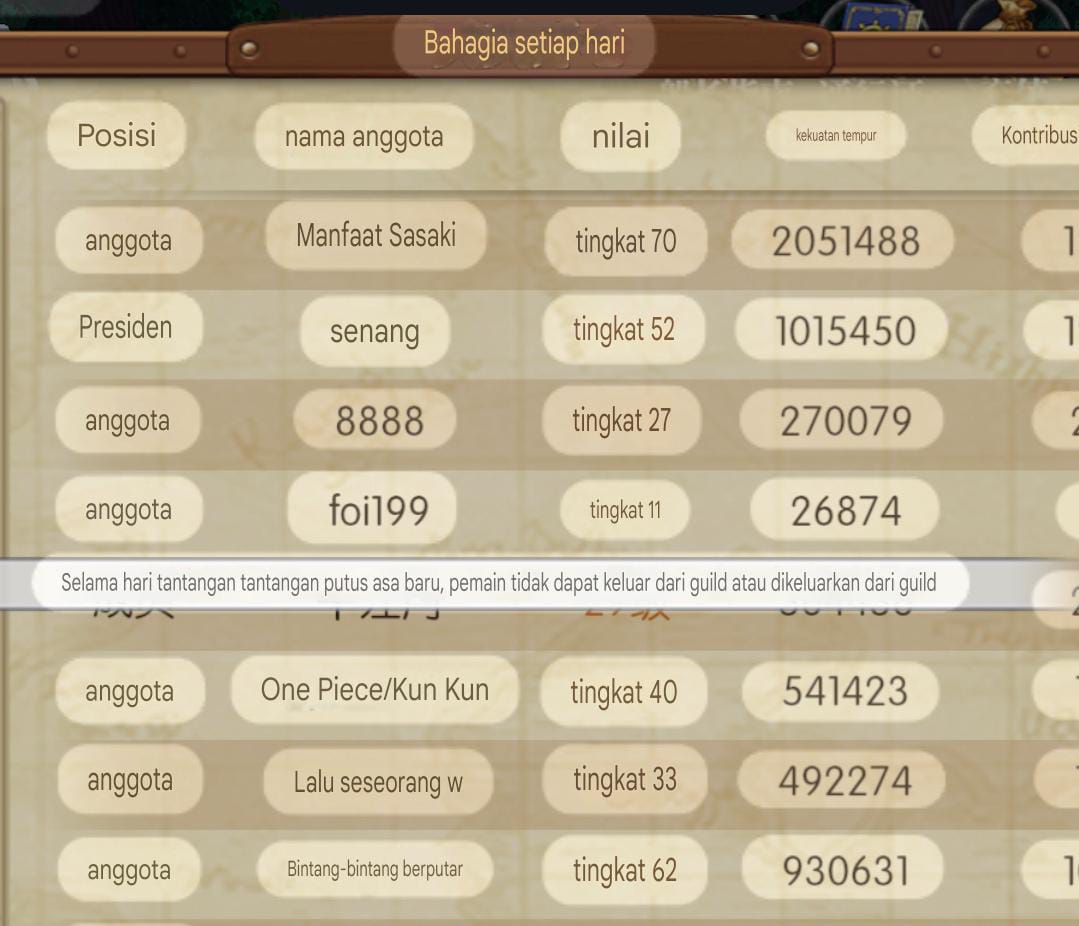 Bahagia setiap hari
Posisi nama anggota nilai kekuatan tempur Kontribus
anggota Manfaat Sasaki tingkat 70 2051488
Presiden senang tingkat 52 1015450
anggota 8888 tingkat 27 270079
anggota foi199 tingkat 11 26874
Selama hari tantangan tantangan putus asa baru, pemain tidak dapat keluar dari guild atau dikeluarkan dari guild
anggota One Piece/Kun Kun tingkat 40 541423
anggota Lalu seseorang w tingkat 33 492274
anggota Bintang-bintang berputar tingkat 62 930631